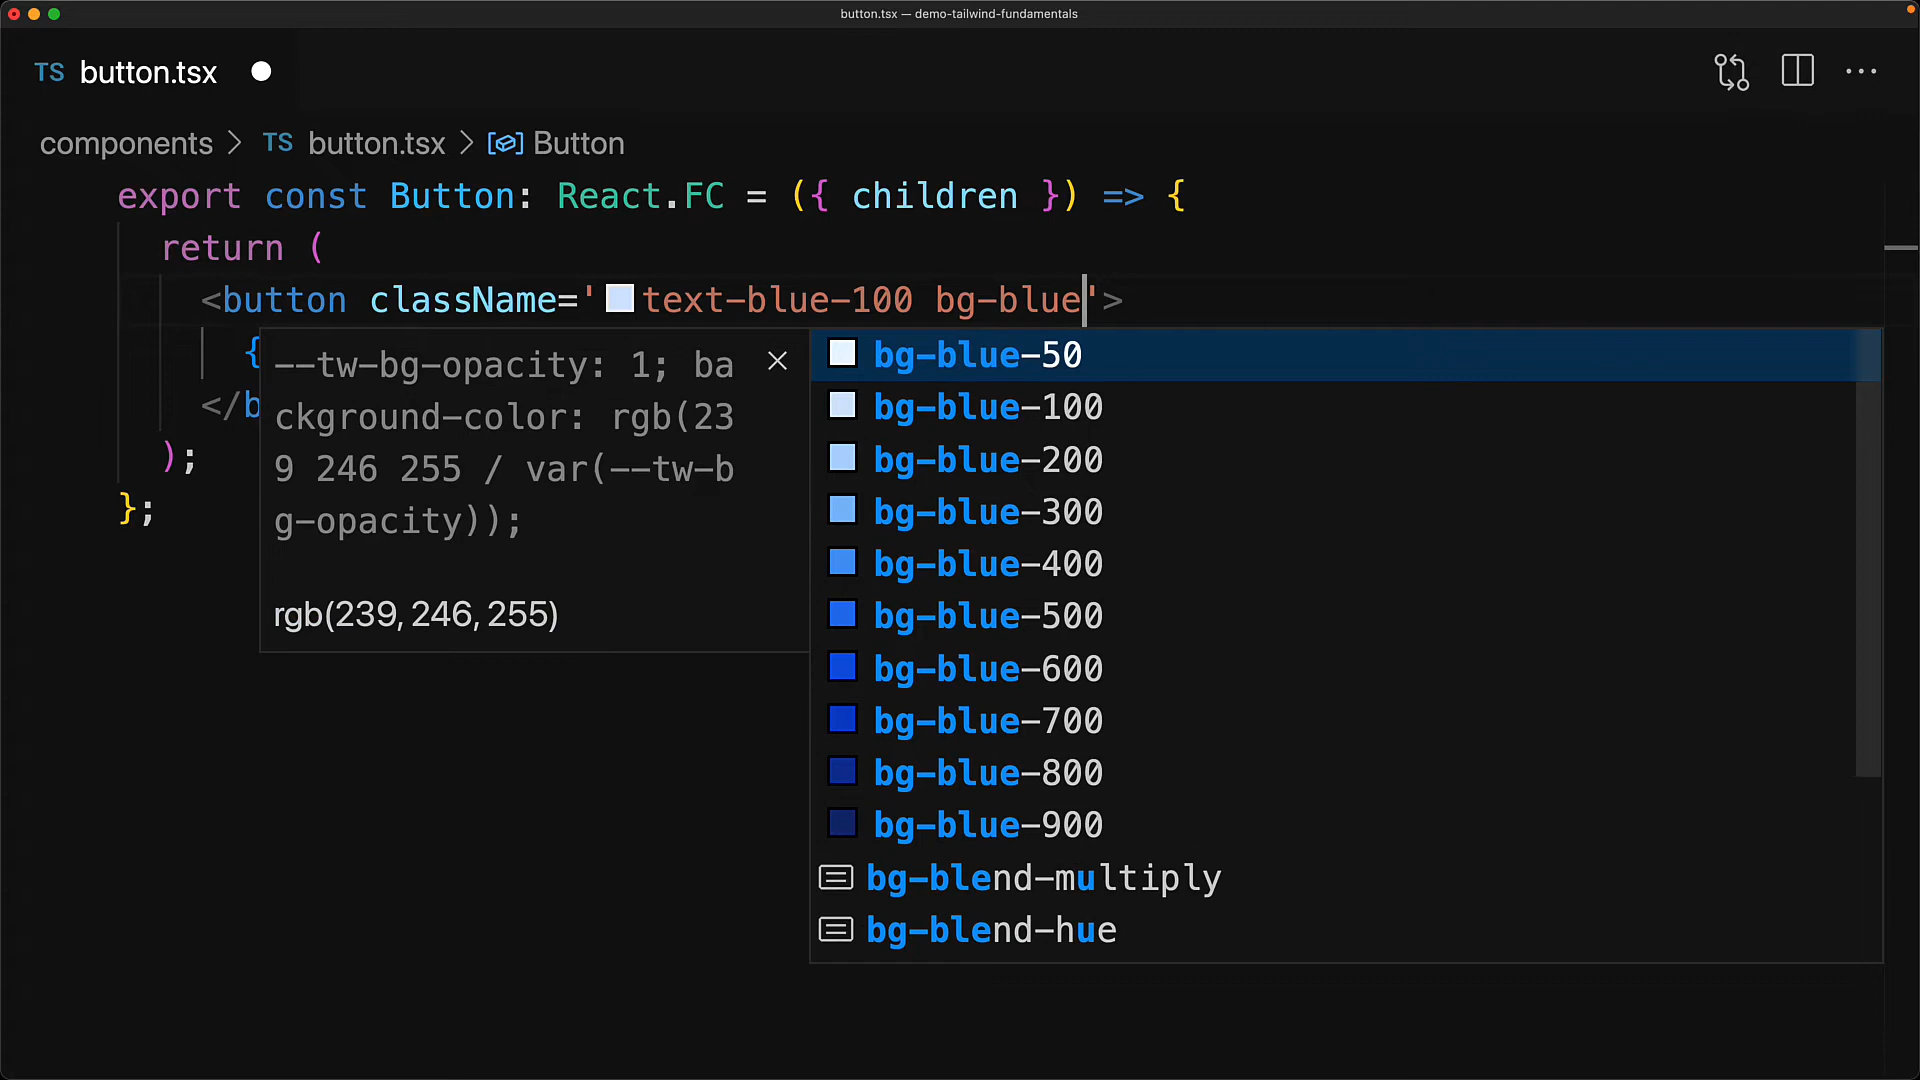 button.tsx — demo-tailwind-fundamentals
TS button.tsx
components > TS button.tsx > Button
export const Button: React.FC = ({ children }) => {
return (
<button className='text-blue-100 bg-blue'>
{
</b
);
};
--tw-bg-opacity: 1; ba
ckground-color: rgb(23
9 246 255 / var(--tw-b
g-opacity));
rgb(239, 246, 255)
bg-blue-50
bg-blue-100
bg-blue-200
bg-blue-300
bg-blue-400
bg-blue-500
bg-blue-600
bg-blue-700
bg-blue-800
bg-blue-900
bg-blend-multiply
bg-blend-hue